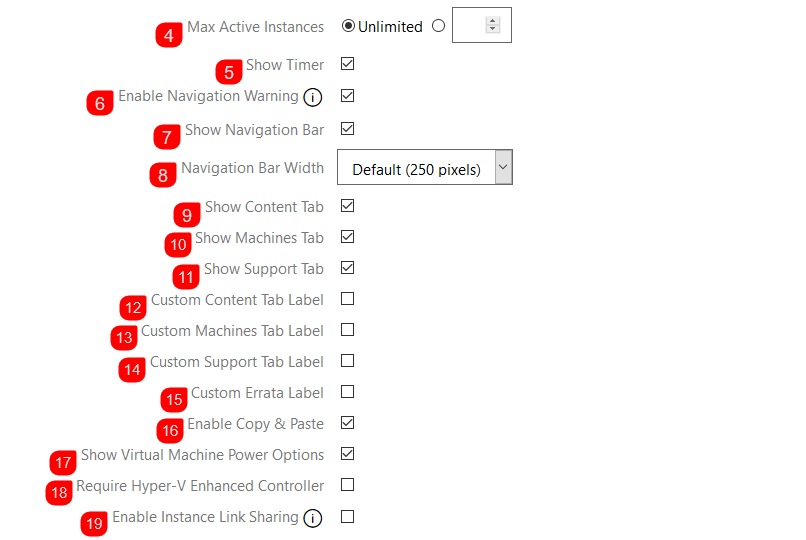 4 Max Active Instances Unlimited
5 Show Timer
6 Enable Navigation Warning i
7 Show Navigation Bar
8 Navigation Bar Width Default (250 pixels)
9 Show Content Tab
10 Show Machines Tab
11 Show Support Tab
12 Custom Content Tab Label
13 Custom Machines Tab Label
14 Custom Support Tab Label
15 Custom Errata Label
16 Enable Copy & Paste
17 Show Virtual Machine Power Options
18 Require Hyper-V Enhanced Controller
19 Enable Instance Link Sharing i